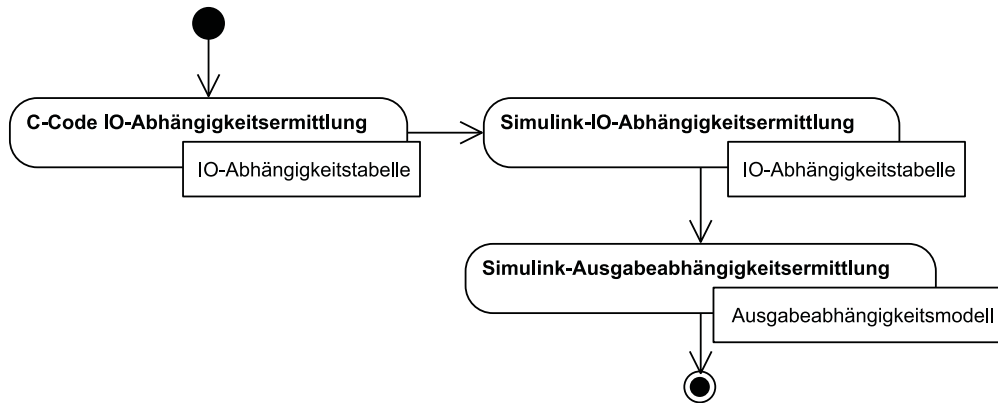 C-Code IO-Abhängigkeitsermittlung
IO-Abhängigkeitstabelle
Simulink-IO-Abhängigkeitsermittlung
IO-Abhängigkeitstabelle
Simulink-Ausgabeabhängigkeitsermittlung
Ausgabeabhängigkeitsmodell